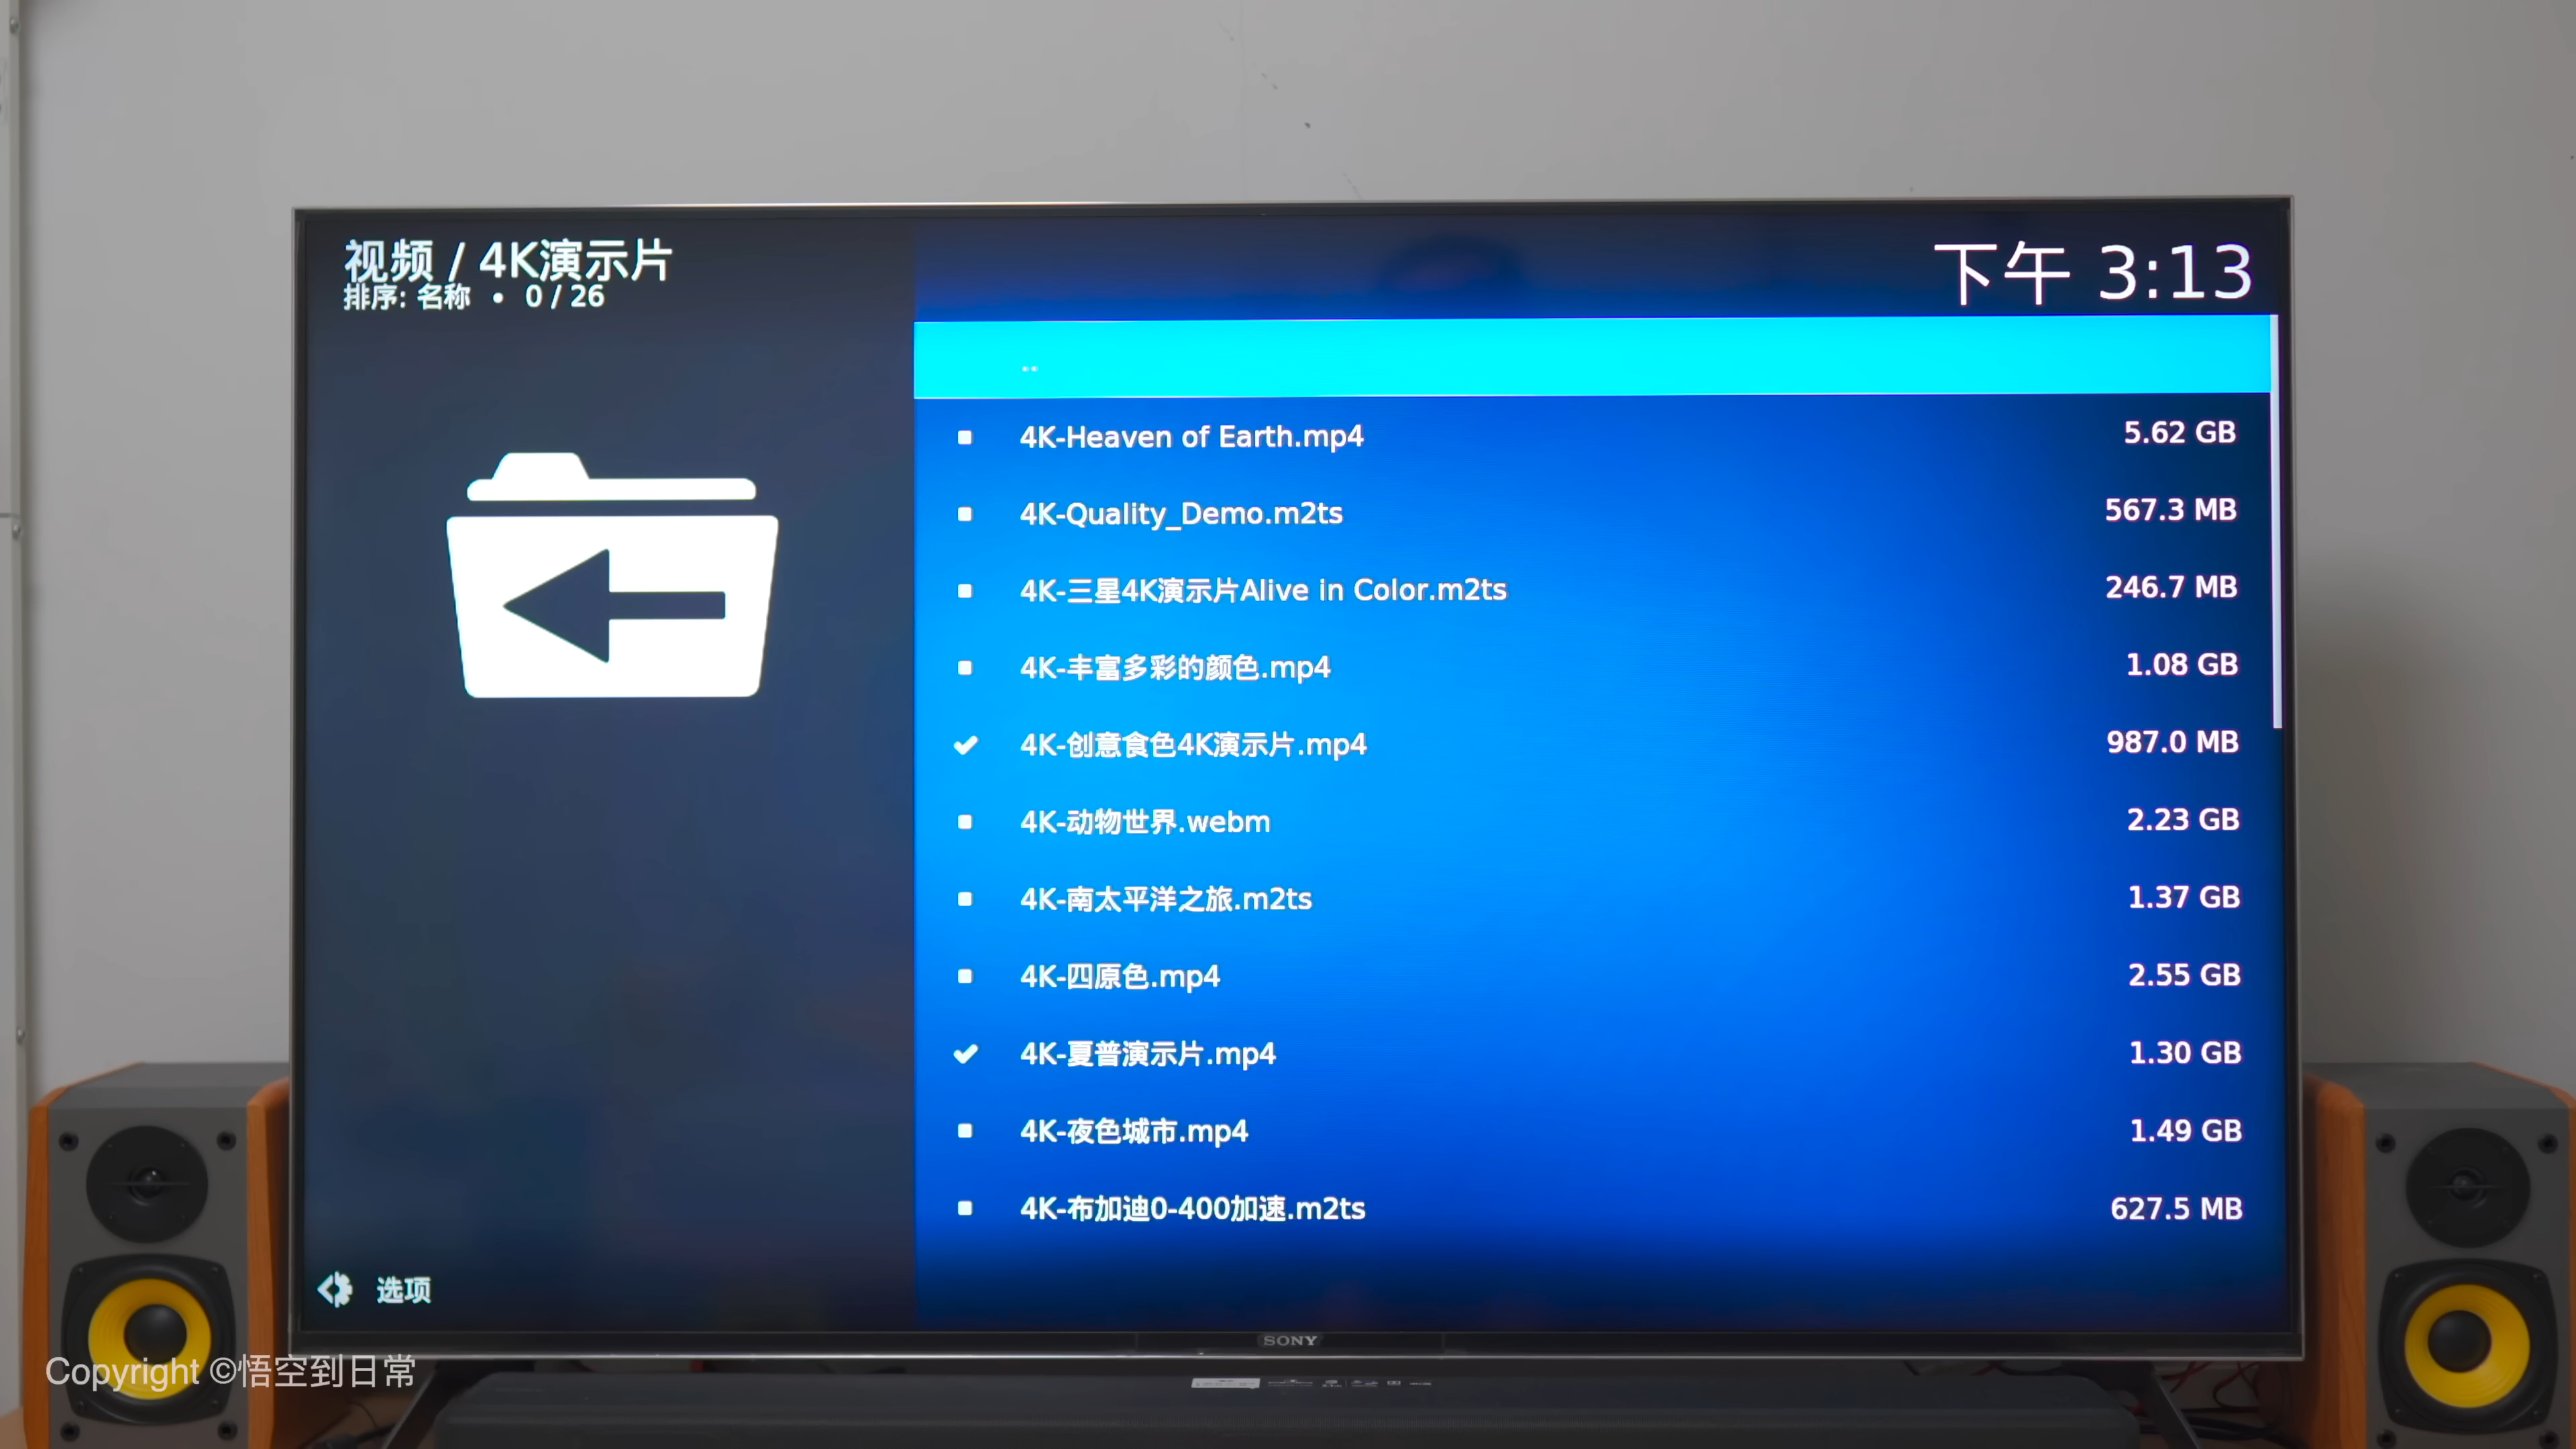 视频 / 4K演示片
排序: 名称 • 0 / 26
下午 3:13
..
4K-Heaven of Earth.mp4 5.62 GB
4K-Quality_Demo.m2ts 567.3 MB
4K-三星4K演示片Alive in Color.m2ts 246.7 MB
4K-丰富多彩的颜色.mp4 1.08 GB
4K-创意食色4K演示片.mp4 987.0 MB
4K-动物世界.webm 2.23 GB
4K-南太平洋之旅.m2ts 1.37 GB
4K-四原色.mp4 2.55 GB
4K-夏普演示片.mp4 1.30 GB
4K-夜色城市.mp4 1.49 GB
4K-布加迪0-400加速.m2ts 627.5 MB
选项
SONY
Copyright ©悟空到日常